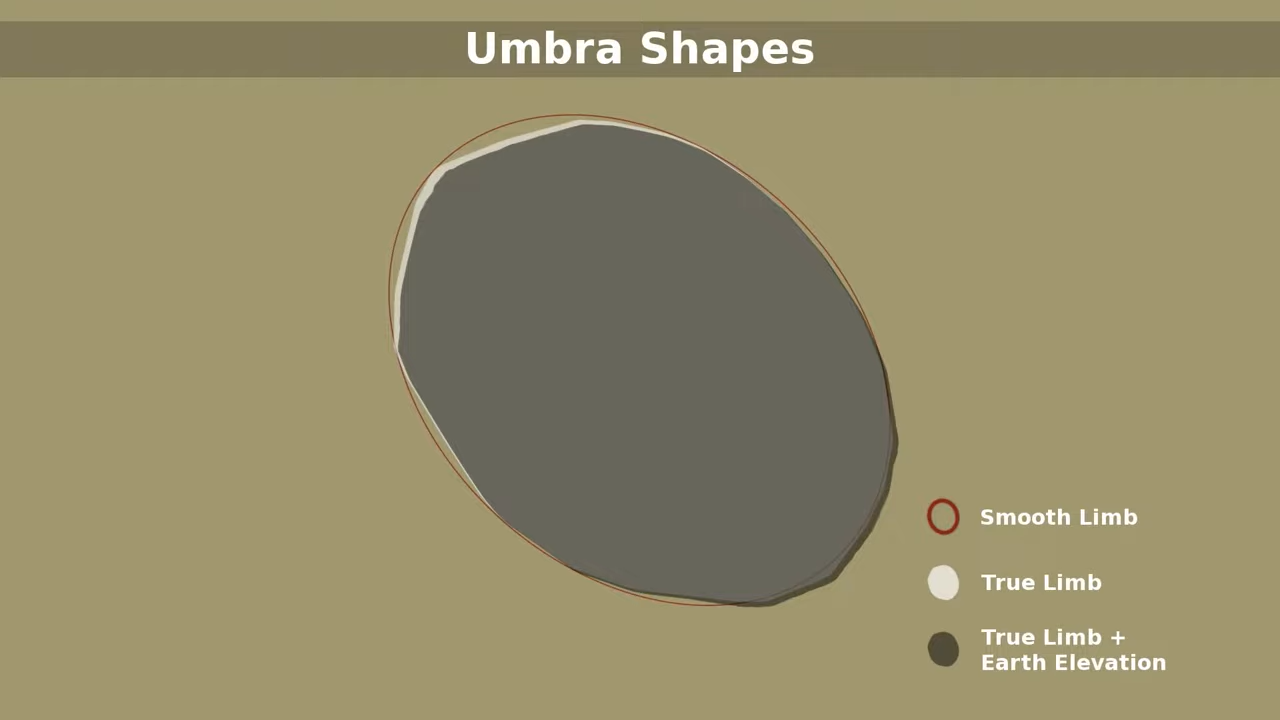 Umbra Shapes
Smooth Limb
True Limb
True Limb +
Earth Elevation